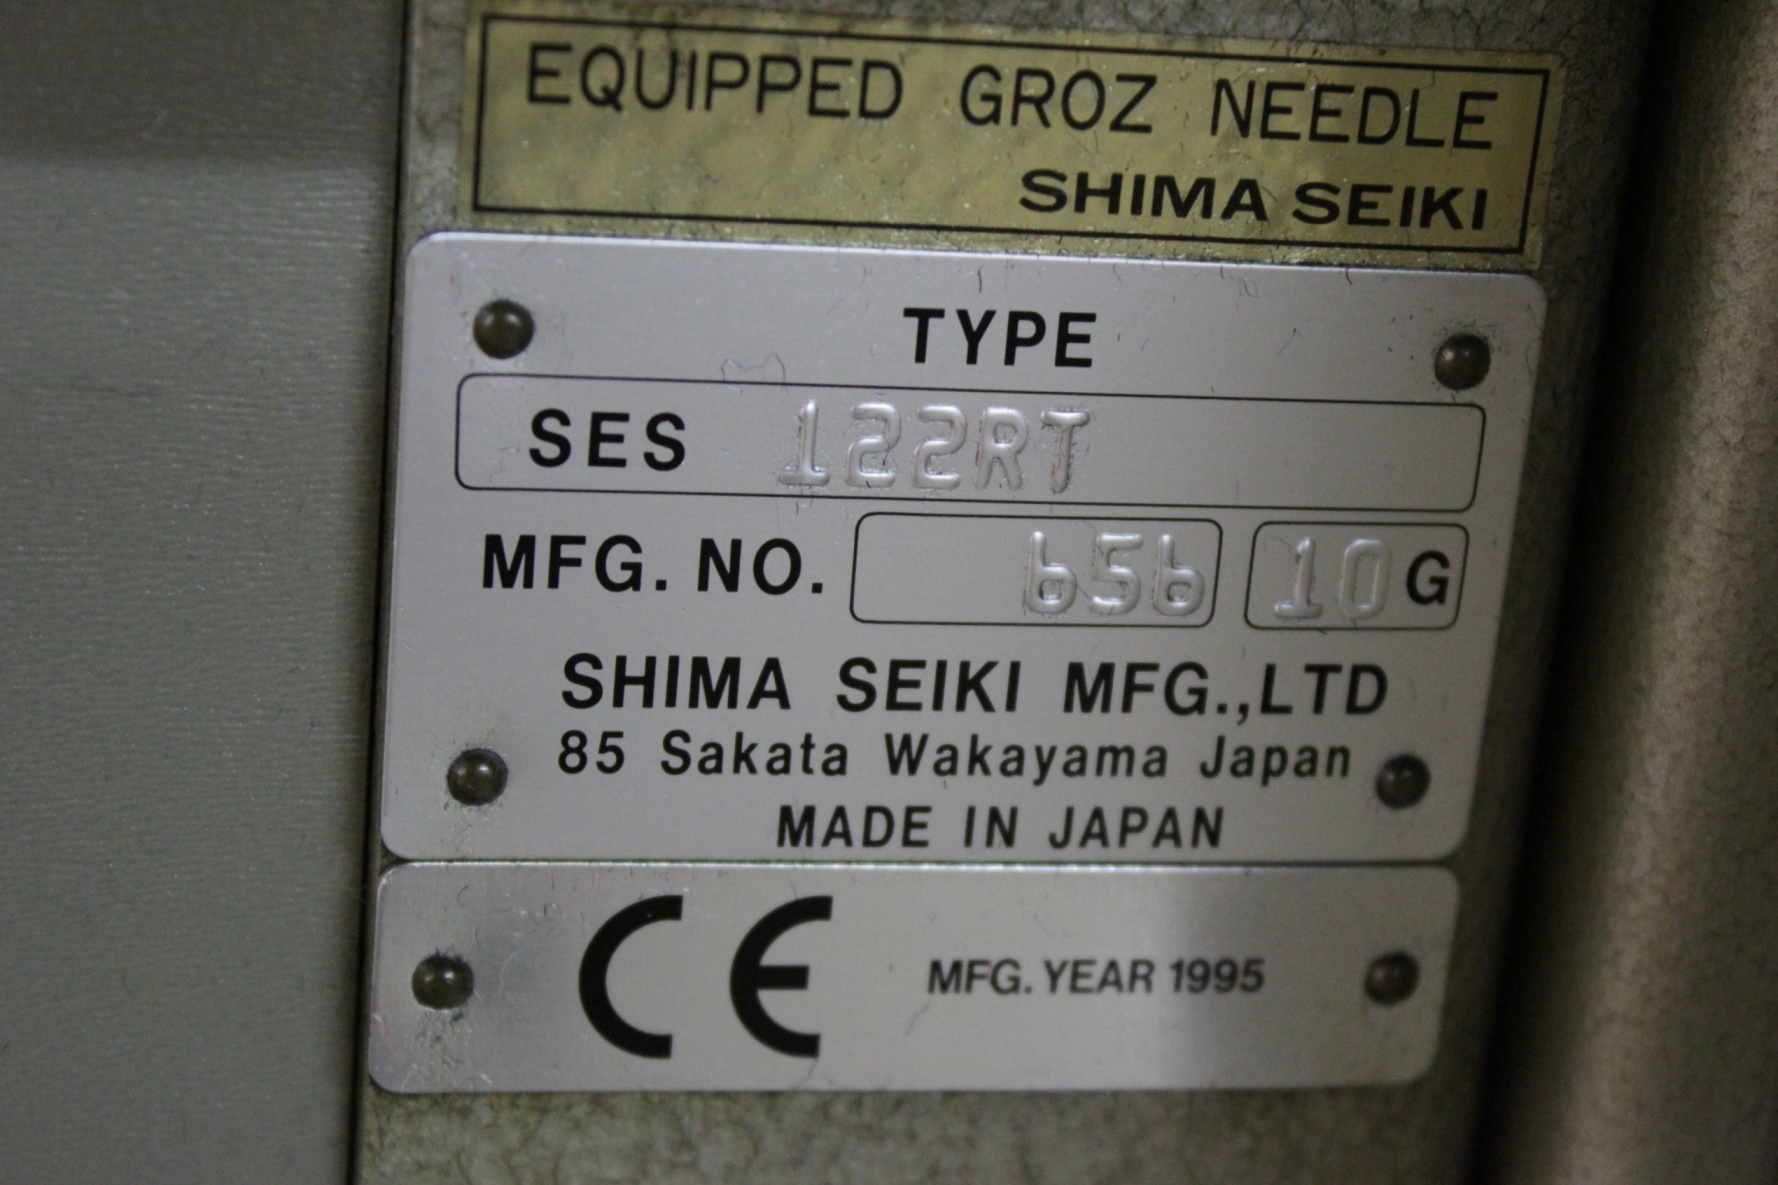 EQUIPPED GROZ NEEDLE
SHIMA SEIKI
TYPE
SES 122RT
MFG. NO. 656 10 G
SHIMA SEIKI MFG.,LTD
85 Sakata Wakayama Japan
MADE IN JAPAN
CE MFG. YEAR 1995